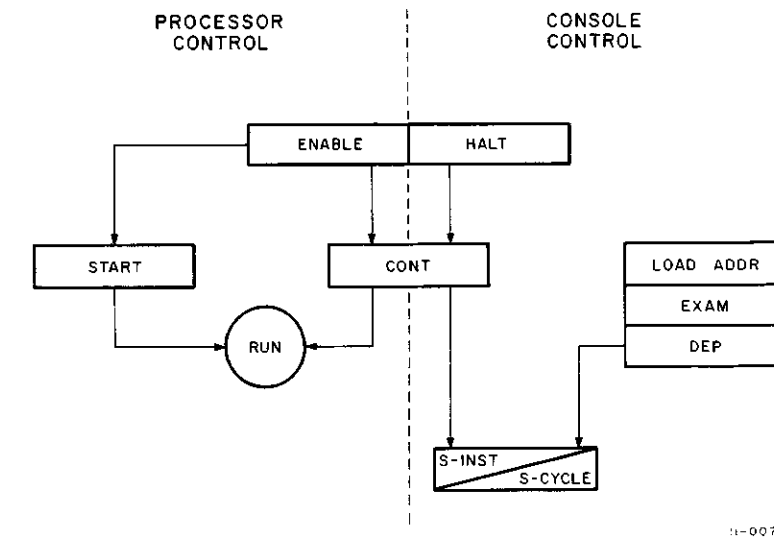 PROCESSOR
CONTROL
CONSOLE
CONTROL
ENABLE
HALT
START
CONT
LOAD ADDR
EXAM
RUN
DEP
S-INST
S-CYCLE